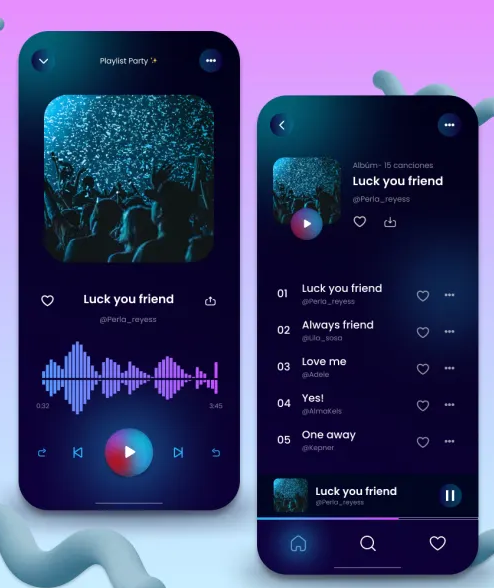 Playlist Party ✨
Luck you friend
@Perla_reyess
0:32
3:45
Albúm- 15 canciones
Luck you friend
@Perla_reyess
01 Luck you friend
@Perla_reyess
02 Always friend
@Lila_sosa
03 Love me
@Adele
04 Yes!
@AlmaKels
05 One away
@Kepner
Luck you friend
@Perla_reyess